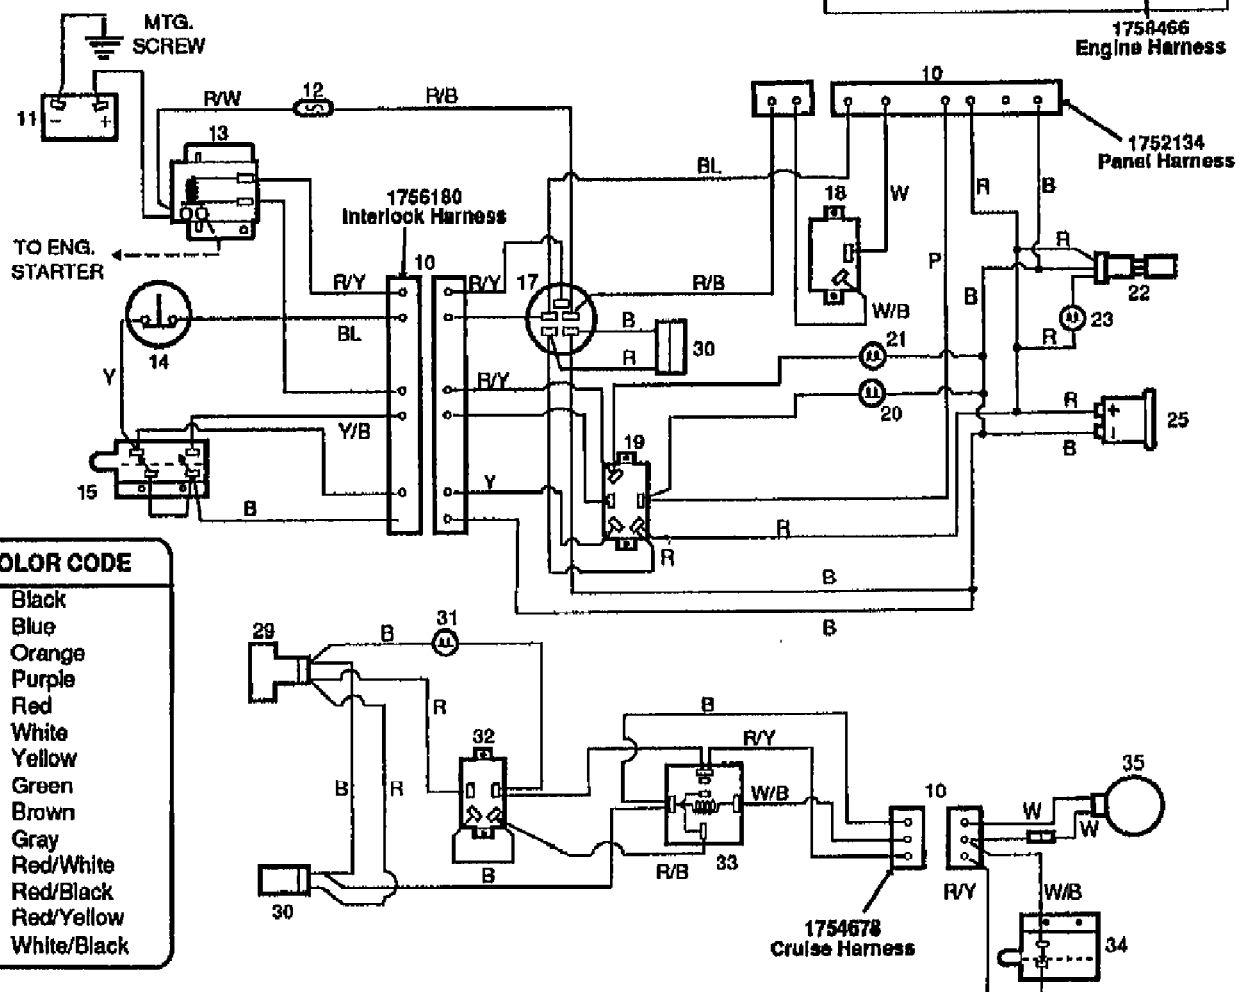 MTG.
SCREW
1758466
Engine Harness
10
12
R/W
R/B
11
-
+
13
1752134
Panel Harness
BL
18
W
R
B
1756180
Interlock Harness
TO ENG.
STARTER
P
R
10
17
R/Y
R/Y
R/B
B
22
W/B
BL
B
23
14
21
R
30
R
Y
R/Y
20
R
+
25
-
Y/B
19
B
15
Y
B
R
R
OLOR CODE
B
Black
Blue
B
Orange
Purple
Red
White
Yellow
Green
Brown
Gray
Red/White
Red/Black
Red/Yellow
White/Black
29
B
31
R
B
32
R/Y
35
B
R
W/B
10
W
W
33
B
R/B
30
R/Y
W/B
1754678
Cruise Harness
34